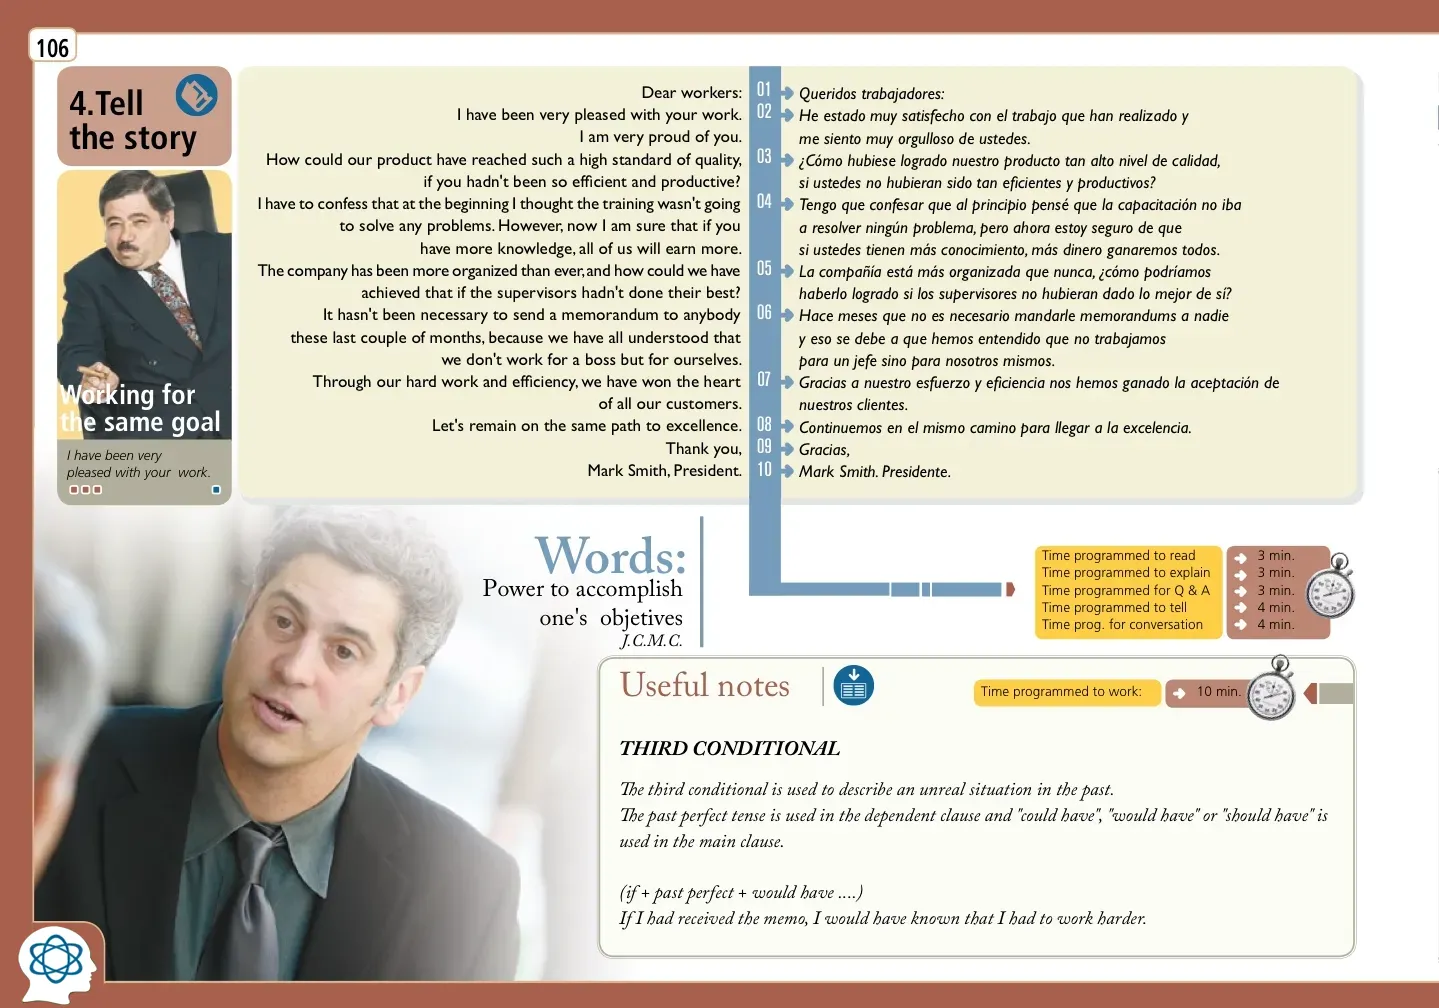 106
4.Tell
the story
Working for
the same goal
I have been very
pleased with your work.
Dear workers:
I have been very pleased with your work.
I am very proud of you.
How could our product have reached such a high standard of quality,
if you hadn't been so efficient and productive?
I have to confess that at the beginning I thought the training wasn't going
to solve any problems. However, now I am sure that if you
have more knowledge, all of us will earn more.
The company has been more organized than ever, and how could we have
achieved that if the supervisors hadn't done their best?
It hasn't been necessary to send a memorandum to anybody
these last couple of months, because we have all understood that
we don't work for a boss but for ourselves.
Through our hard work and efficiency, we have won the heart
of all our customers.
Let's remain on the same path to excellence.
Thank you,
Mark Smith, President.
01
02
03
04
05
06
07
08
09
10
Queridos trabajadores:
He estado muy satisfecho con el trabajo que han realizado y
me siento muy orgulloso de ustedes.
¿Cómo hubiese logrado nuestro producto tan alto nivel de calidad,
si ustedes no hubieran sido tan eficientes y productivos?
Tengo que confesar que al principio pensé que la capacitación no iba
a resolver ningún problema, pero ahora estoy seguro de que
si ustedes tienen más conocimiento, más dinero ganaremos todos.
La compañía está más organizada que nunca, ¿cómo podríamos
haberlo logrado si los supervisores no hubieran dado lo mejor de sí?
Hace meses que no es necesario mandarle memorandums a nadie
y eso se debe a que hemos entendido que no trabajamos
para un jefe sino para nosotros mismos.
Gracias a nuestro esfuerzo y eficiencia nos hemos ganado la aceptación de
nuestros clientes.
Continuemos en el mismo camino para llegar a la excelencia.
Gracias,
Mark Smith. Presidente.
Words:
Power to accomplish
one's objetives
J.C.M.C.
Time programmed to read 3 min.
Time programmed to explain 3 min.
Time programmed for Q & A 3 min.
Time programmed to tell 4 min.
Time prog. for conversation 4 min.
Useful notes
Time programmed to work: 10 min.
THIRD CONDITIONAL
The third conditional is used to describe an unreal situation in the past.
The past perfect tense is used in the dependent clause and "could have", "would have" or "should have" is
used in the main clause.
(if + past perfect + would have ....)
If I had received the memo, I would have known that I had to work harder.